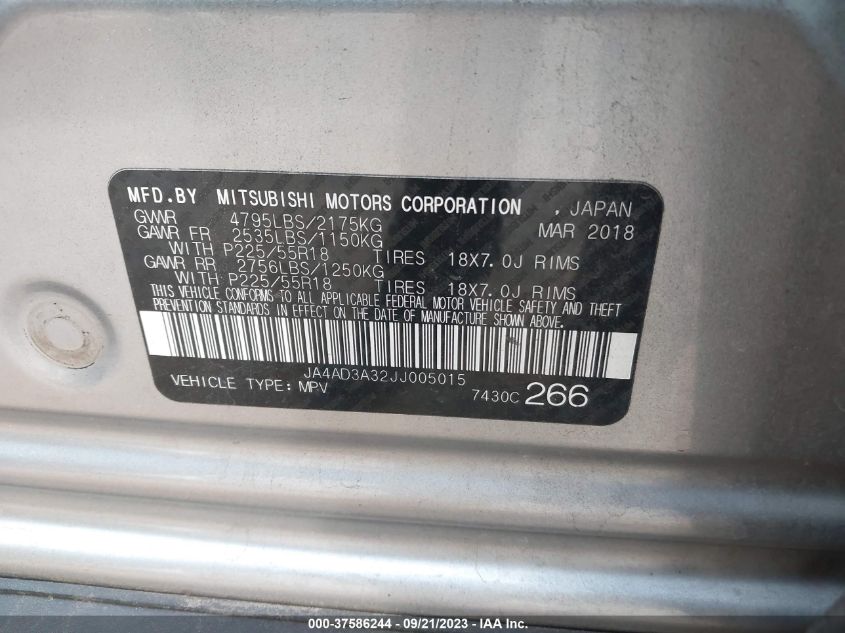 MFD.BY MITSUBISHI MOTORS CORPORATION , JAPAN
GVWR 4795LBS/2175KG MAR 2018
GAWR FR 2535LBS/1150KG
WITH P225/55R18 TIRES 18X7.0J RIMS
GAWR RR 2756LBS/1250KG
WITH P225/55R18 TIRES 18X7.0J RIMS
THIS VEHICLE CONFORMS TO ALL APPLICABLE FEDERAL MOTOR VEHICLE SAFETY AND THEFT
PREVENTION STANDARDS IN EFFECT ON THE DATE OF MANUFACTURE SHOWN ABOVE.
JA4AD3A32JJ005015
VEHICLE TYPE: MPV 7430C 266
000-37586244 - 09/21/2023 - IAAI.com